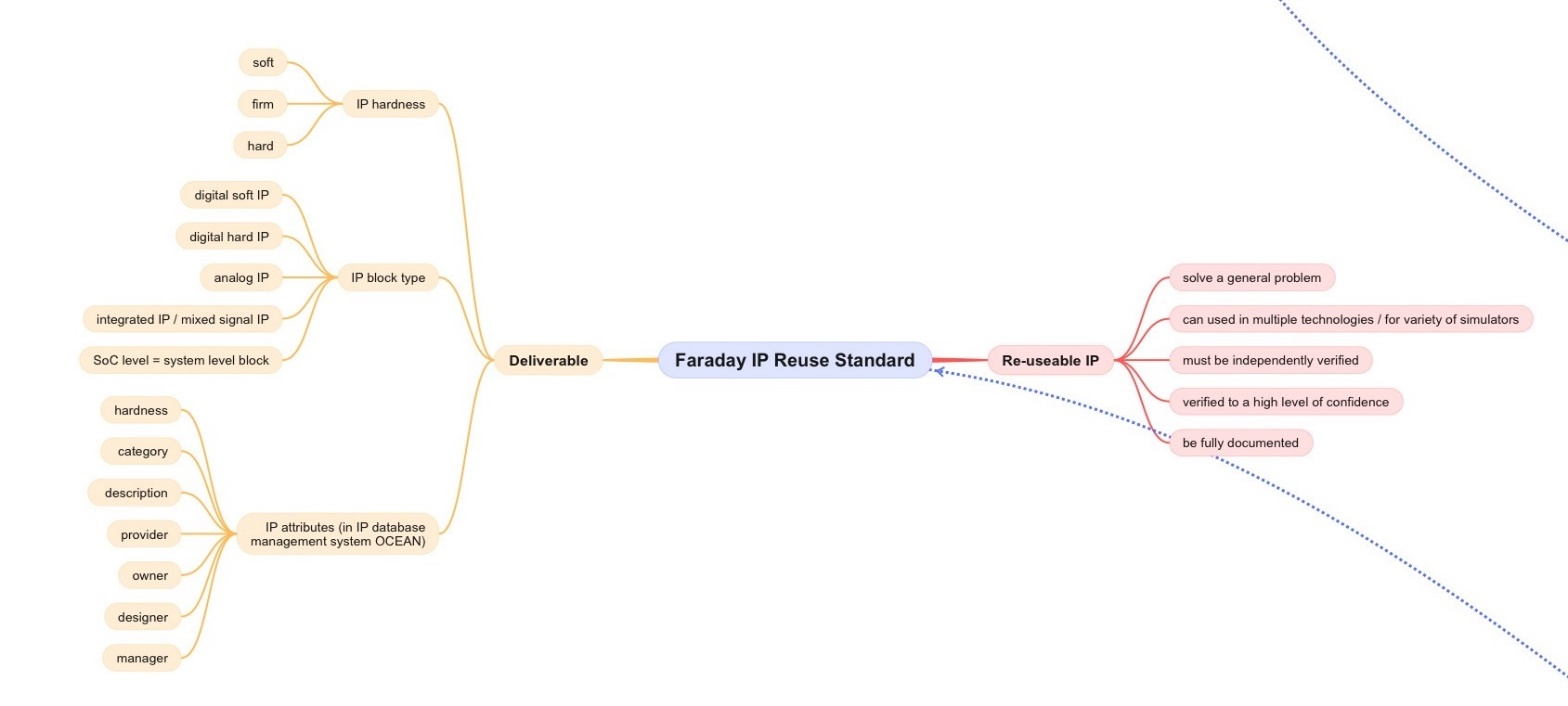 soft
firm
hard
IP hardness
digital soft IP
digital hard IP
analog IP
integrated IP / mixed signal IP
SoC level = system level block
IP block type
hardness
category
description
provider
owner
designer
manager
IP attributes (in IP database
management system OCEAN)
Deliverable
Faraday IP Reuse Standard
Re-useable IP
solve a general problem
can used in multiple technologies / for variety of simulators
must be independently verified
verified to a high level of confidence
be fully documented